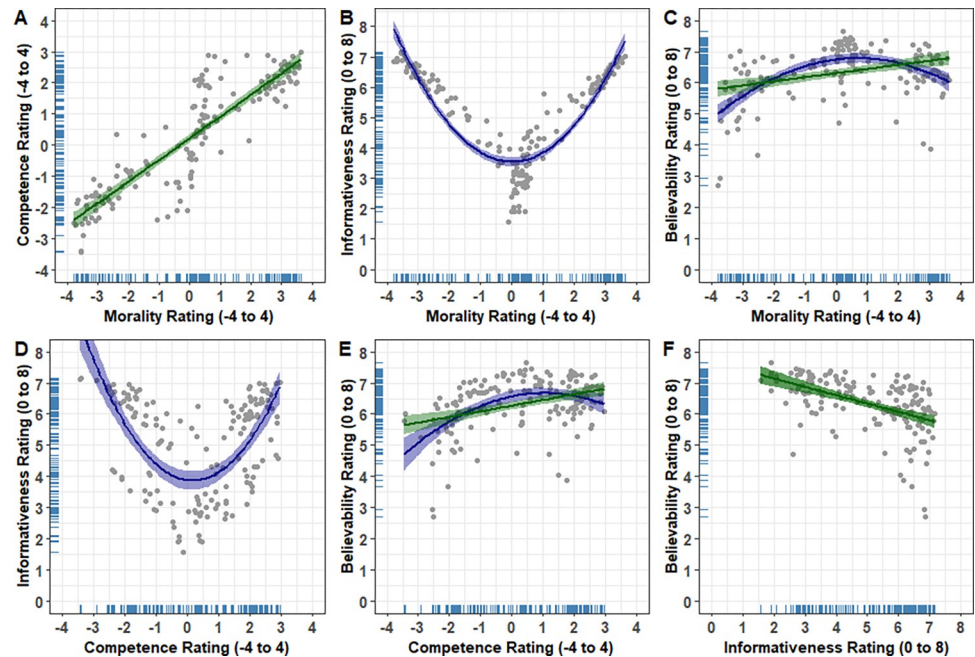 A
Competence Rating (-4 to 4)
4
3
2
1
0
-1
-2
-3
-4
-4 -3 -2 -1 0 1 2 3 4
Morality Rating (-4 to 4)
B
Informativeness Rating (0 to 8)
8
7
6
5
4
3
2
1
0
-4 -3 -2 -1 0 1 2 3 4
Morality Rating (-4 to 4)
C
Believability Rating (0 to 8)
8
7
6
5
4
3
2
1
0
-4 -3 -2 -1 0 1 2 3 4
Morality Rating (-4 to 4)
D
Informativeness Rating (0 to 8)
8
7
6
5
4
3
2
1
0
-4 -3 -2 -1 0 1 2 3 4
Competence Rating (-4 to 4)
E
Believability Rating (0 to 8)
8
7
6
5
4
3
2
1
0
-4 -3 -2 -1 0 1 2 3 4
Competence Rating (-4 to 4)
F
Believability Rating (0 to 8)
8
7
6
5
4
3
2
1
0
0 1 2 3 4 5 6 7 8
Informativeness Rating (0 to 8)